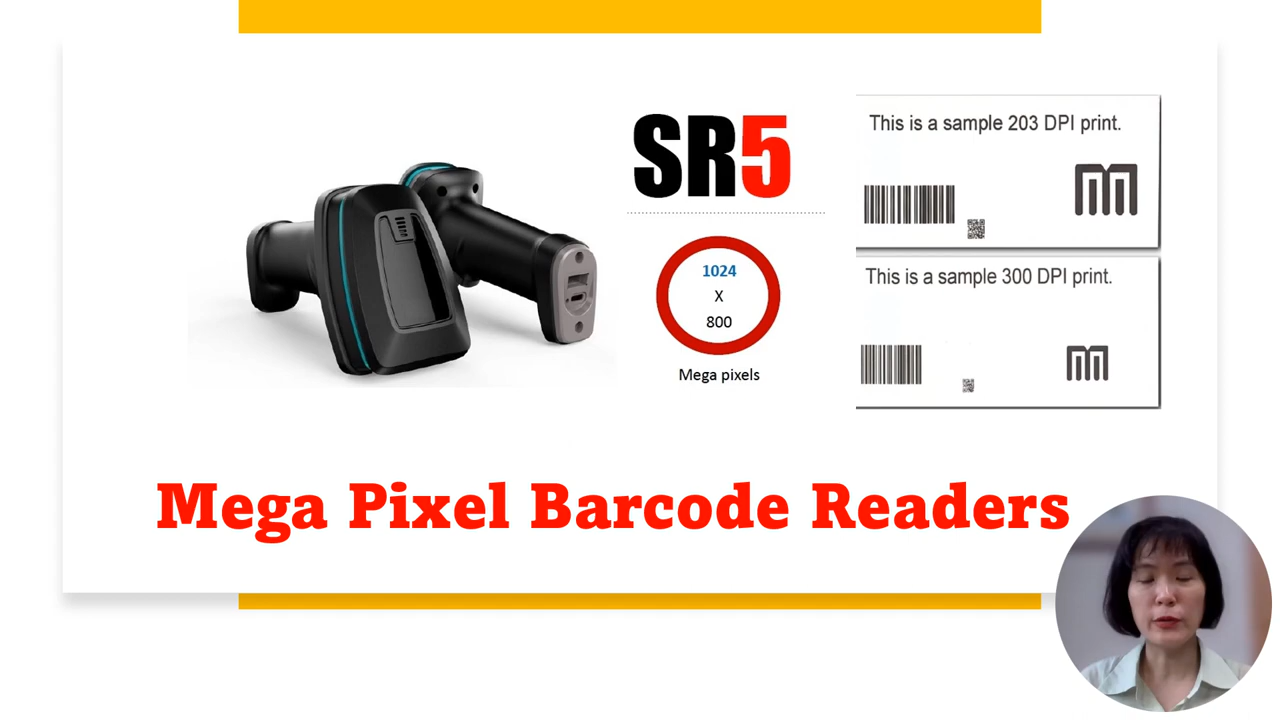 SR5
1024
X
800
Mega pixels
This is a sample 203 DPI print.
This is a sample 300 DPI print.
Mega Pixel Barcode Readers